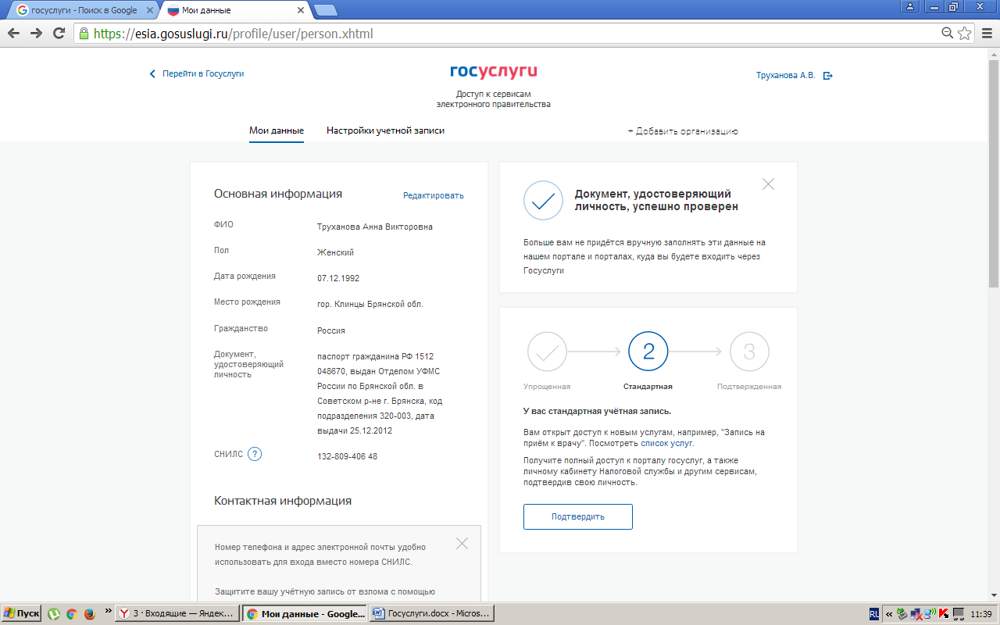 госуслуги - Поиск в Google
Мои данные
https://esia.gosuslugi.ru/profile/user/person.xhtml
Перейти в Госуслуги
госуслуги
Доступ к сервисам
электронного правительства
Труханова А.В.
Мои данные
Настройки учетной записи
+ Добавить организацию
Основная информация
Редактировать
ФИО
Труханова Анна Викторовна
Пол
Женский
Дата рождения
07.12.1992
Место рождения
гор. Клинцы Брянской обл.
Гражданство
Россия
Документ,
удостоверяющий
личность
паспорт гражданина РФ 1512
048670, выдан Отделом УФМС
России по Брянской обл. в
Советском р-не г. Брянска, код
подразделения 320-003, дата
выдачи 25.12.2012
СНИЛС ?
132-809-406 48
Контактная информация
Номер телефона и адрес электронной почты удобно
использовать для входа вместо номера СНИЛС.
Защитите вашу учётную запись от взлома с помощью
Документ, удостоверяющий
личность, успешно проверен
Больше вам не придётся вручную заполнять эти данные на
нашем портале и порталах, куда вы будете входить через
Госуслуги
2
3
Упрощенная
Стандартная
Подтвержденная
У вас стандартная учётная запись.
Вам открыт доступ к новым услугам, например, "Запись на
приём к врачу". Посмотреть список услуг.
Получите полный доступ к порталу госуслуг, а также
личному кабинету Налоговой службы и другим сервисам,
подтвердив свою личность.
Подтвердить
Пуск
3 · Входящие — Яндек...
Мои данные - Google...
Госуслуги.docx - Micros...
RU
11:39